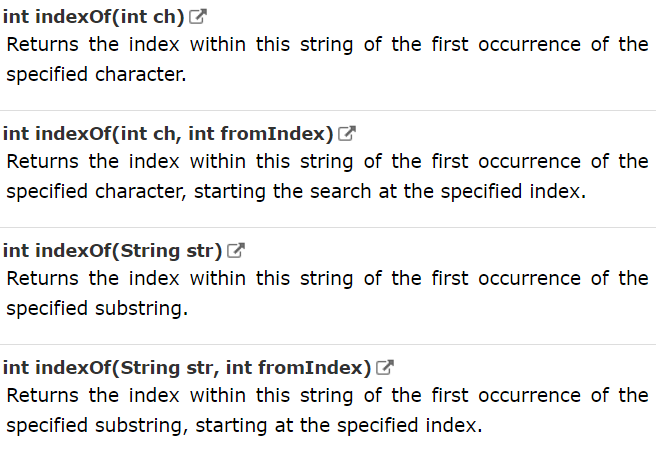 int indexOf(int ch)
Returns the index within this string of the first occurrence of the
specified character.
int indexOf(int ch, int fromIndex)
Returns the index within this string of the first occurrence of the
specified character, starting the search at the specified index.
int indexOf(String str)
Returns the index within this string of the first occurrence of the
specified substring.
int indexOf(String str, int fromIndex)
Returns the index within this string of the first occurrence of the
specified substring, starting at the specified index.